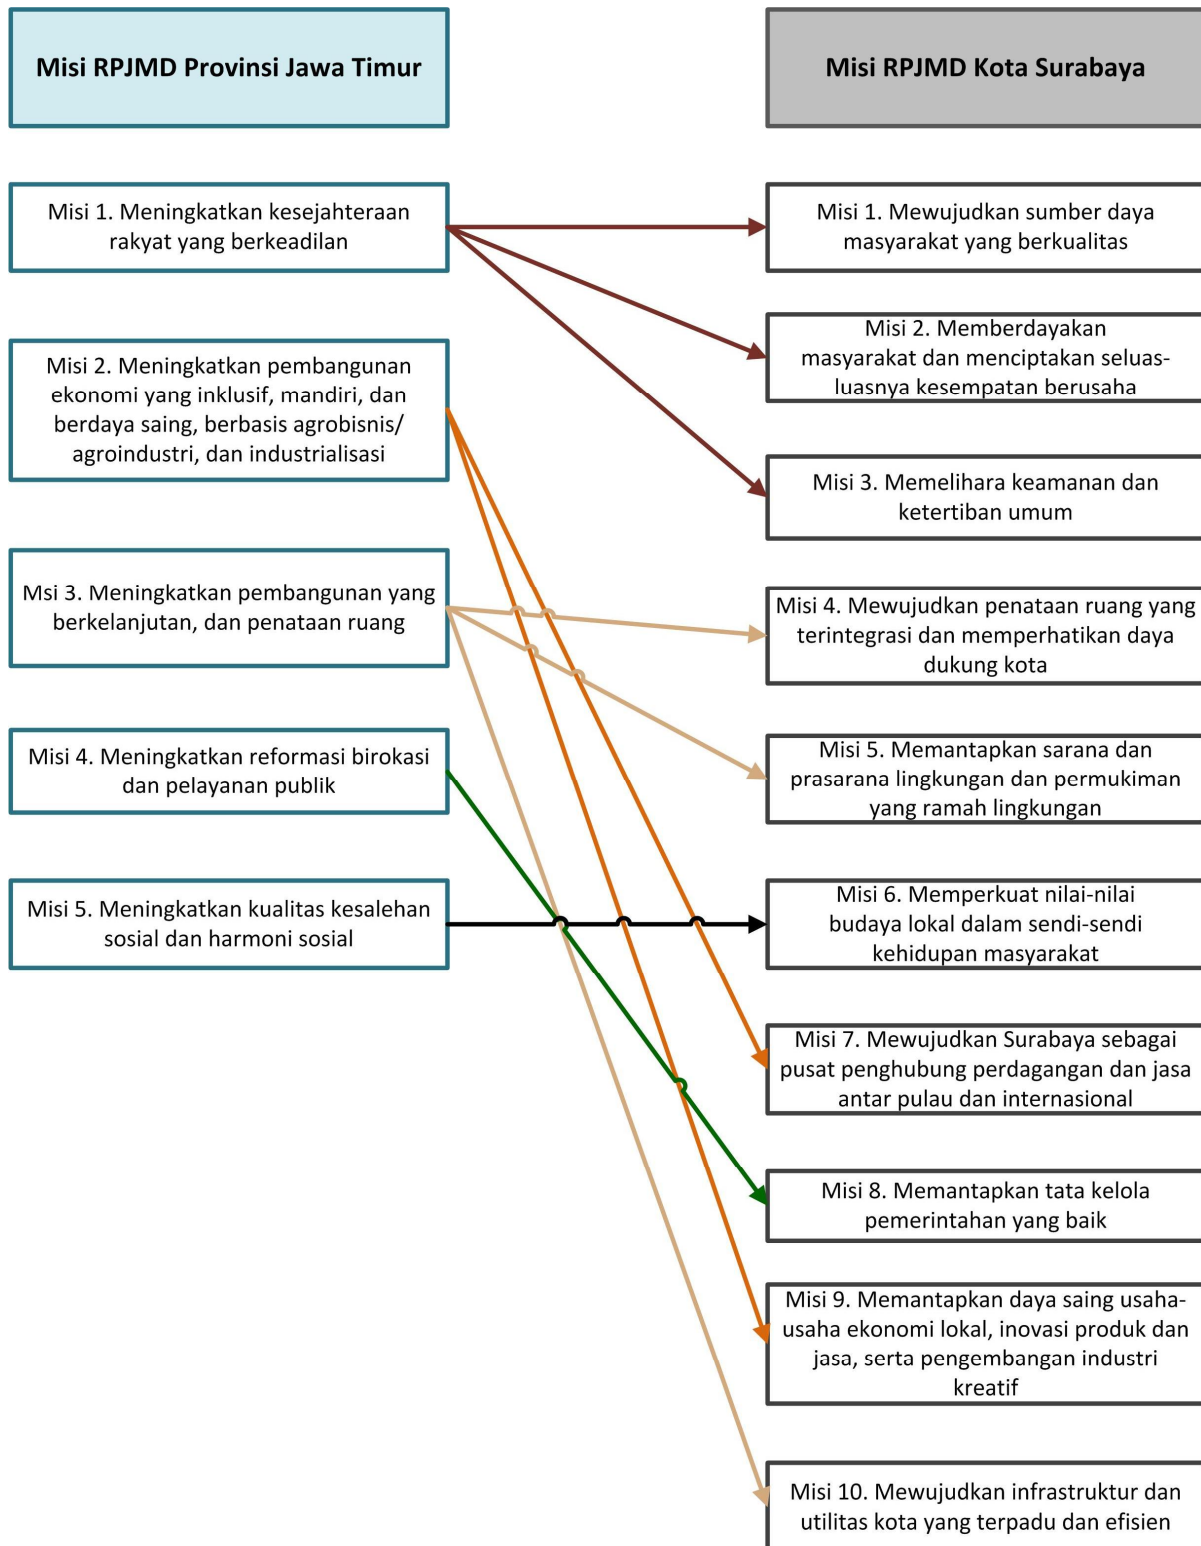 Misi RPJMD Provinsi Jawa Timur
Misi RPJMD Kota Surabaya
Misi 1. Meningkatkan kesejahteraan
rakyat yang berkeadilan
Misi 2. Meningkatkan pembangunan
ekonomi yang inklusif, mandiri, dan
berdaya saing, berbasis agrobisnis/
agroindustri, dan industrialisasi
Msi 3. Meningkatkan pembangunan yang
berkelanjutan, dan penataan ruang
Misi 4. Meningkatkan reformasi birokasi
dan pelayanan publik
Misi 5. Meningkatkan kualitas kesalehan
sosial dan harmoni sosial
Misi 1. Mewujudkan sumber daya
masyarakat yang berkualitas
Misi 2. Memberdayakan
masyarakat dan menciptakan seluas-
luasnya kesempatan berusaha
Misi 3. Memelihara keamanan dan
ketertiban umum
Misi 4. Mewujudkan penataan ruang yang
terintegrasi dan memperhatikan daya
dukung kota
Misi 5. Memantapkan sarana dan
prasarana lingkungan dan permukiman
yang ramah lingkungan
Misi 6. Memperkuat nilai-nilai
budaya lokal dalam sendi-sendi
kehidupan masyarakat
Misi 7. Mewujudkan Surabaya sebagai
pusat penghubung perdagangan dan jasa
antar pulau dan internasional
Misi 8. Memantapkan tata kelola
pemerintahan yang baik
Misi 9. Memantapkan daya saing usaha-
usaha ekonomi lokal, inovasi produk dan
jasa, serta pengembangan industri
kreatif
Misi 10. Mewujudkan infrastruktur dan
utilitas kota yang terpadu dan efisien